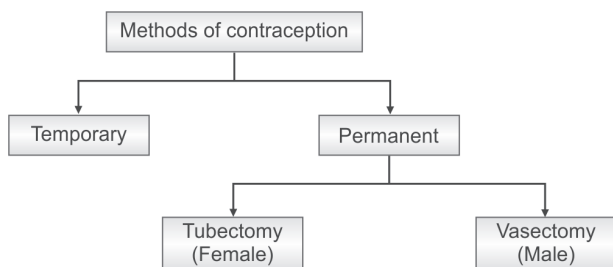 Methods of contraception
Temporary
Permanent
Tubectomy
(Female)
Vasectomy
(Male)